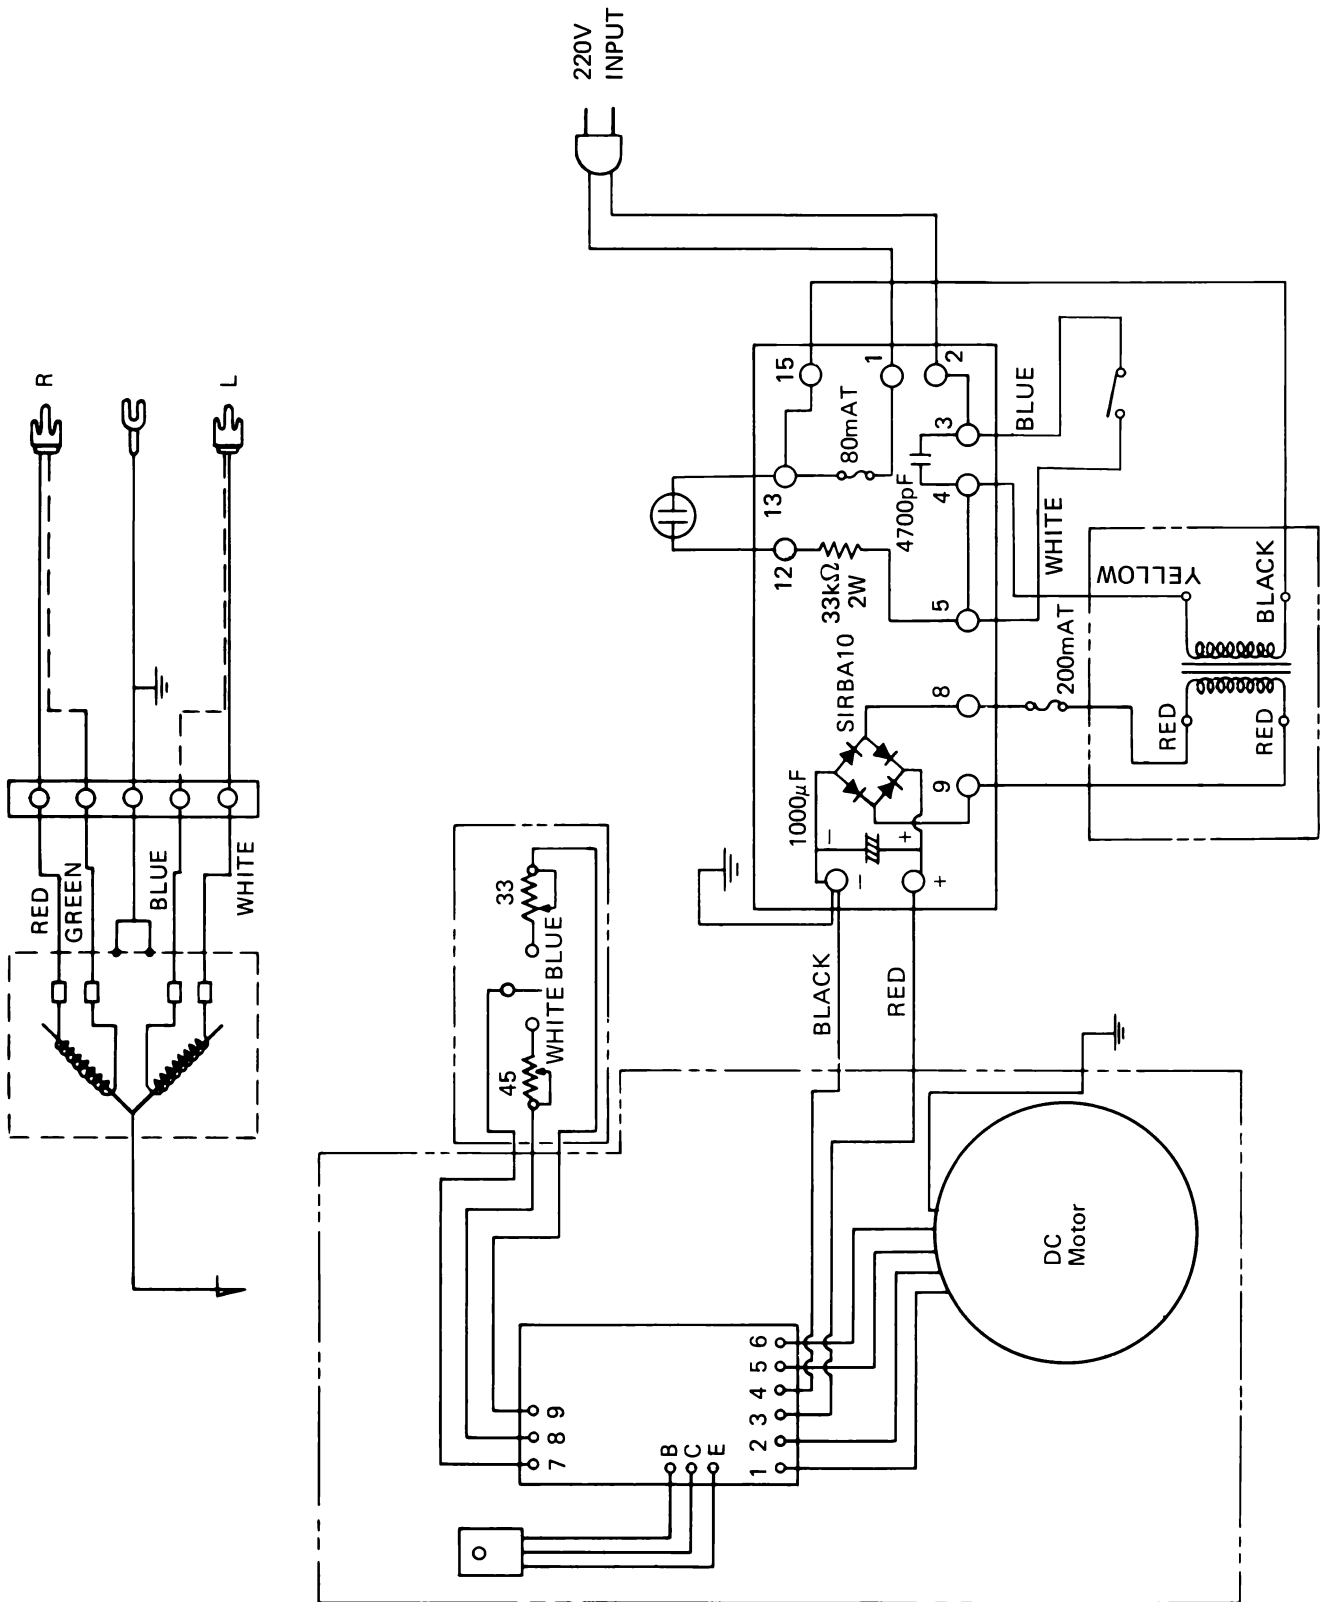 220V
INPUT
R
L
RED
GREEN
BLUE
WHITE
15
1
2
3
BLUE
80mAT
13
4700pF
4
12
33kΩ
2W
5
WHITE
YELLOW
BLACK
SIRBA10
8
200mAT
RED
RED
9
1000µF
−
+
−
+
BLACK
RED
33
BLUE
WHITE
45
DC
Motor
7
8
9
B
C
E
1
2
3
4
5
6